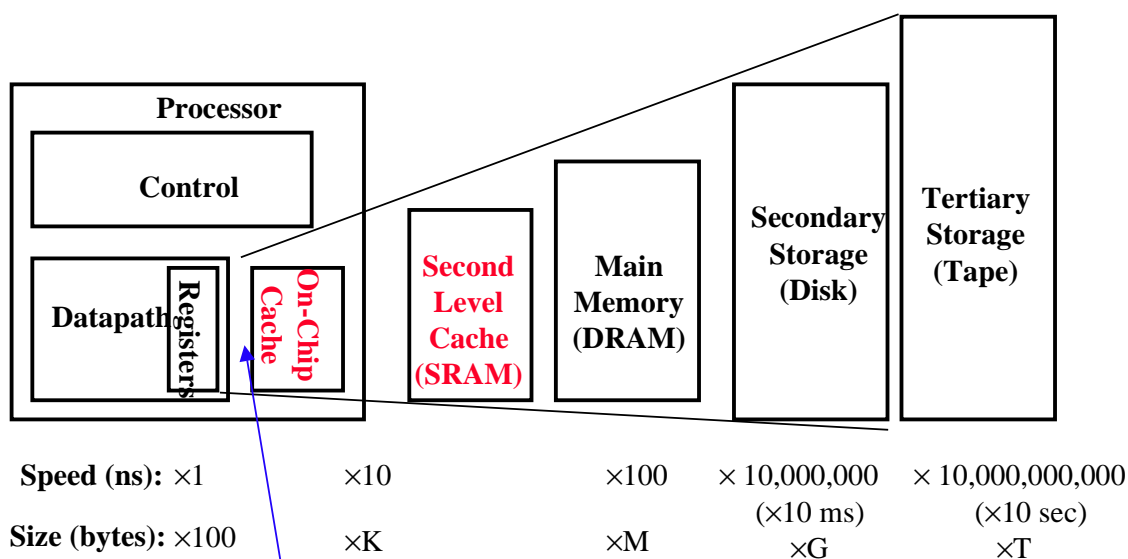 Processor
Control
Datapath
Registers
On-Chip
Cache
Second
Level
Cache
(SRAM)
Main
Memory
(DRAM)
Secondary
Storage
(Disk)
Tertiary
Storage
(Tape)
Speed (ns): ×1 ×10 ×100 × 10,000,000 × 10,000,000,000
(×10 ms) (×10 sec)
Size (bytes): ×100 ×K ×M ×G ×T